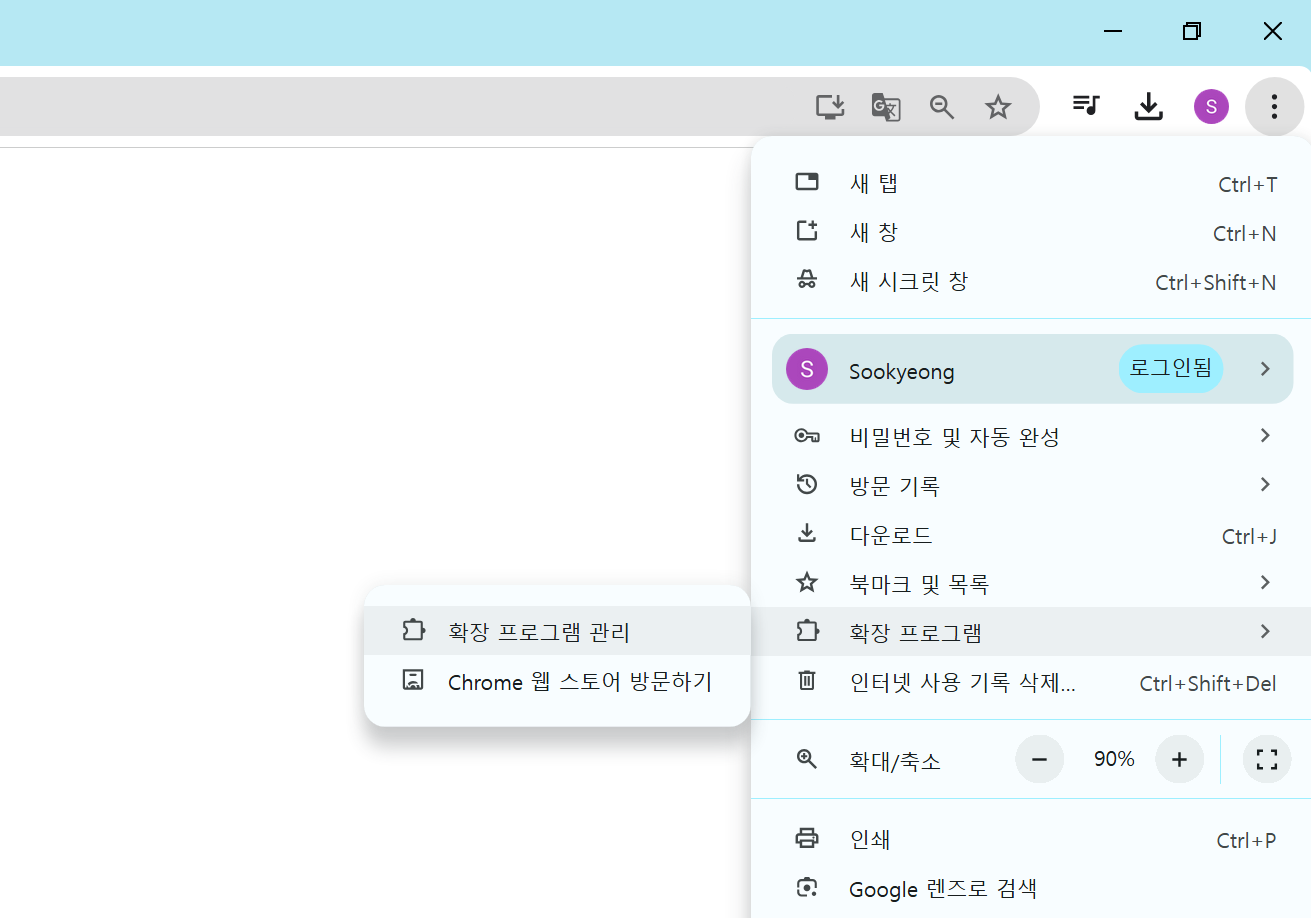 S
새 탭 Ctrl+T
새 창 Ctrl+N
새 시크릿 창 Ctrl+Shift+N
S Sookyeong 로그인됨
비밀번호 및 자동 완성
방문 기록
다운로드 Ctrl+J
북마크 및 목록
확장 프로그램
확장 프로그램 관리
Chrome 웹 스토어 방문하기
인터넷 사용 기록 삭제... Ctrl+Shift+Del
확대/축소 90%
인쇄 Ctrl+P
Google 렌즈로 검색